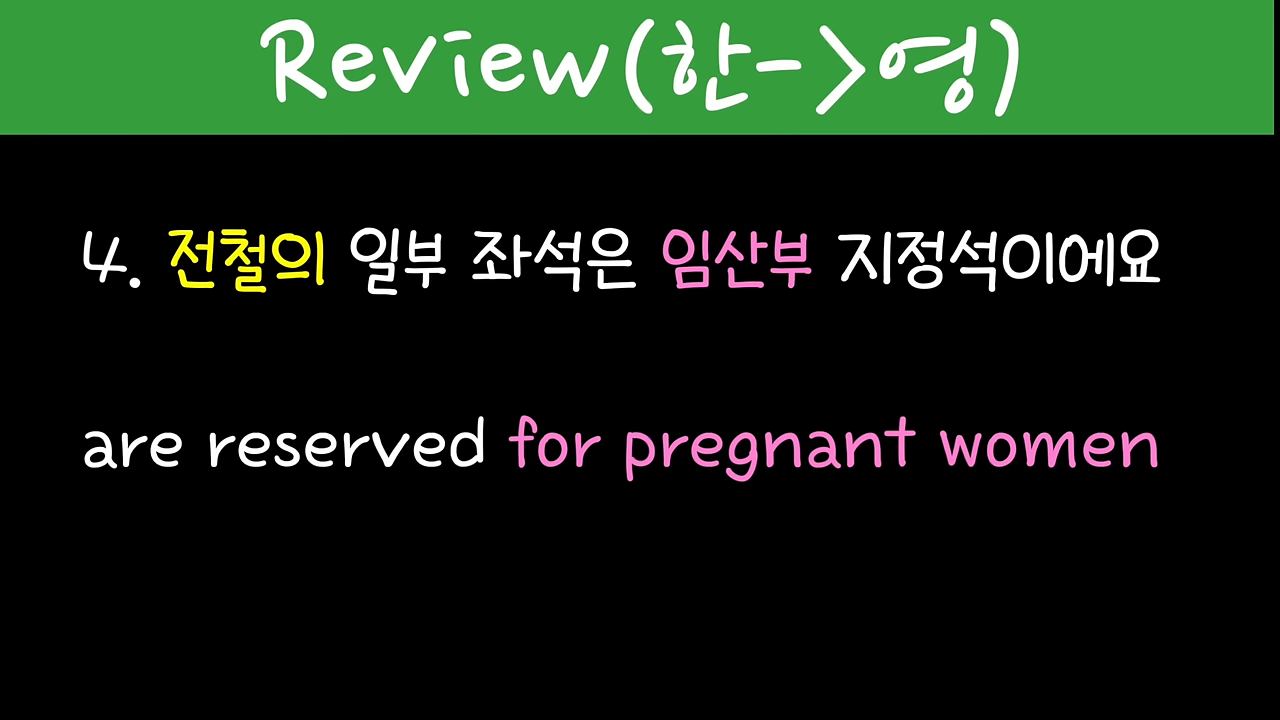 Review(한->영)
4. 전철의 일부 좌석은 임산부 지정석이에요
are reserved for pregnant women